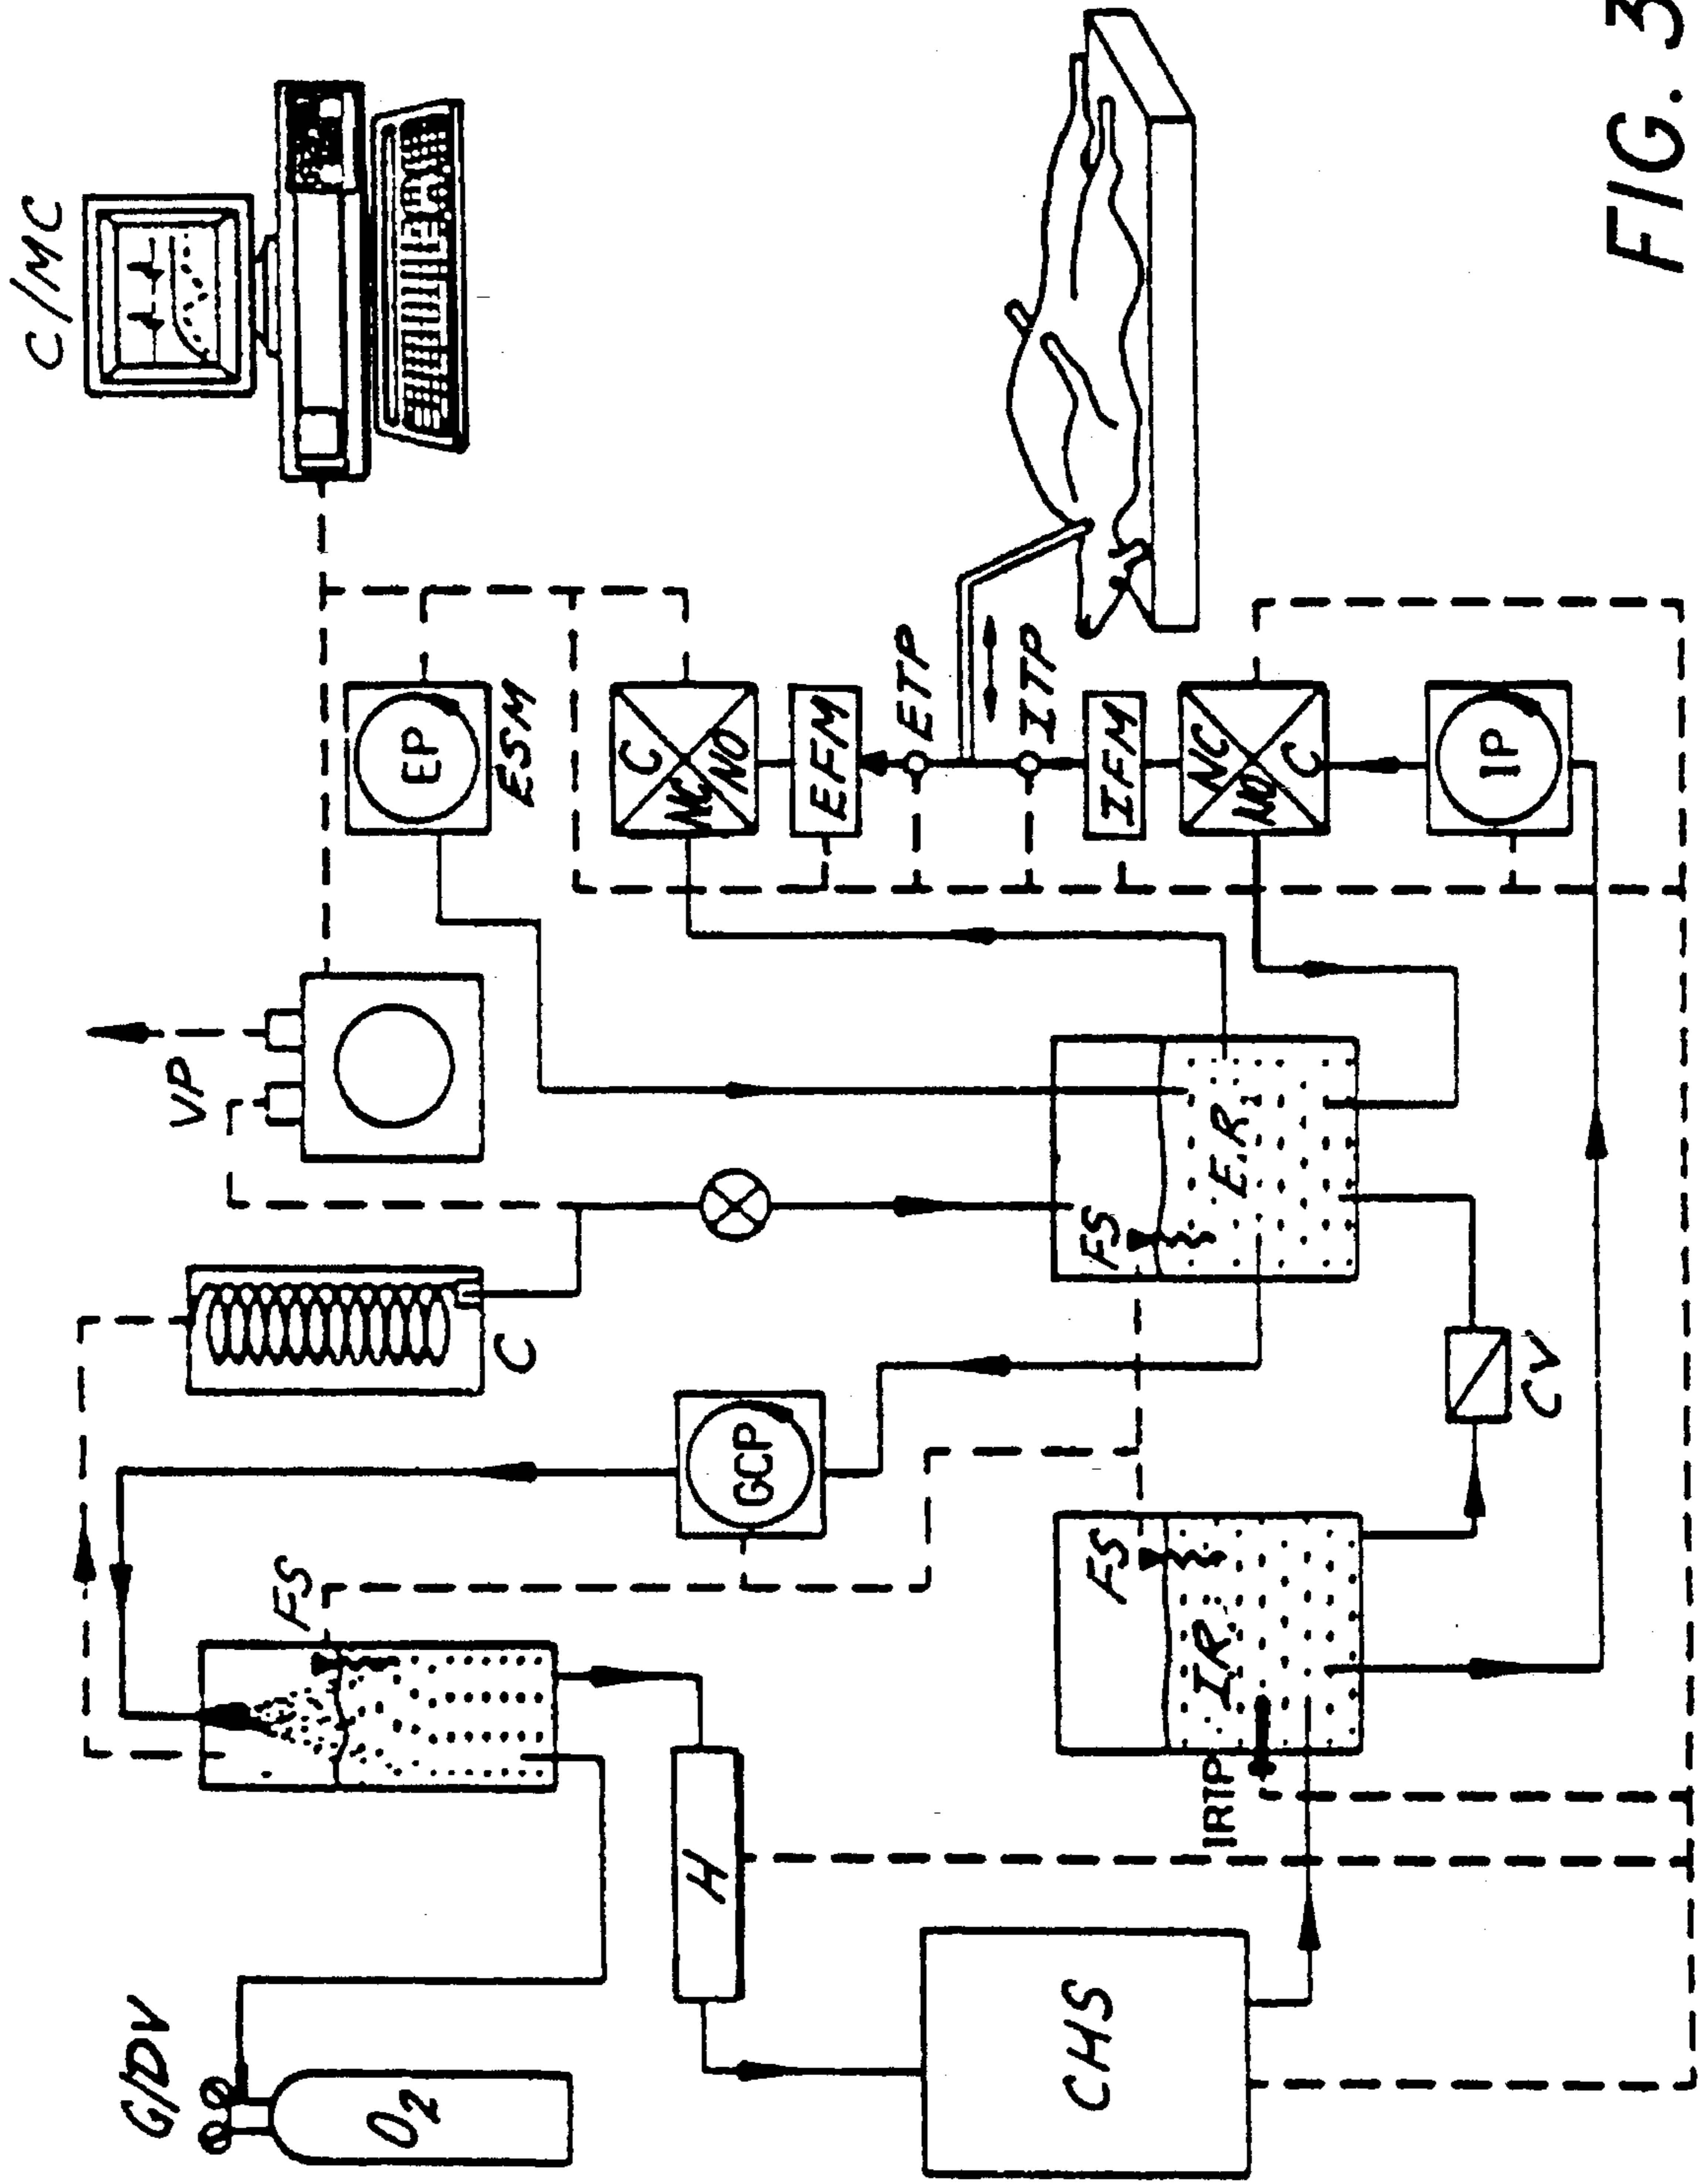 C/MC
VP
EP
ESM
C
NC
NO
EFM
ETP
ITP
IFM
NC
NO
C
IP
C
GCP
FS
E.R.
FS
CV
FS
I.R.
IRTP
FS
G/DV
O2
H
CHS
FIG. 3